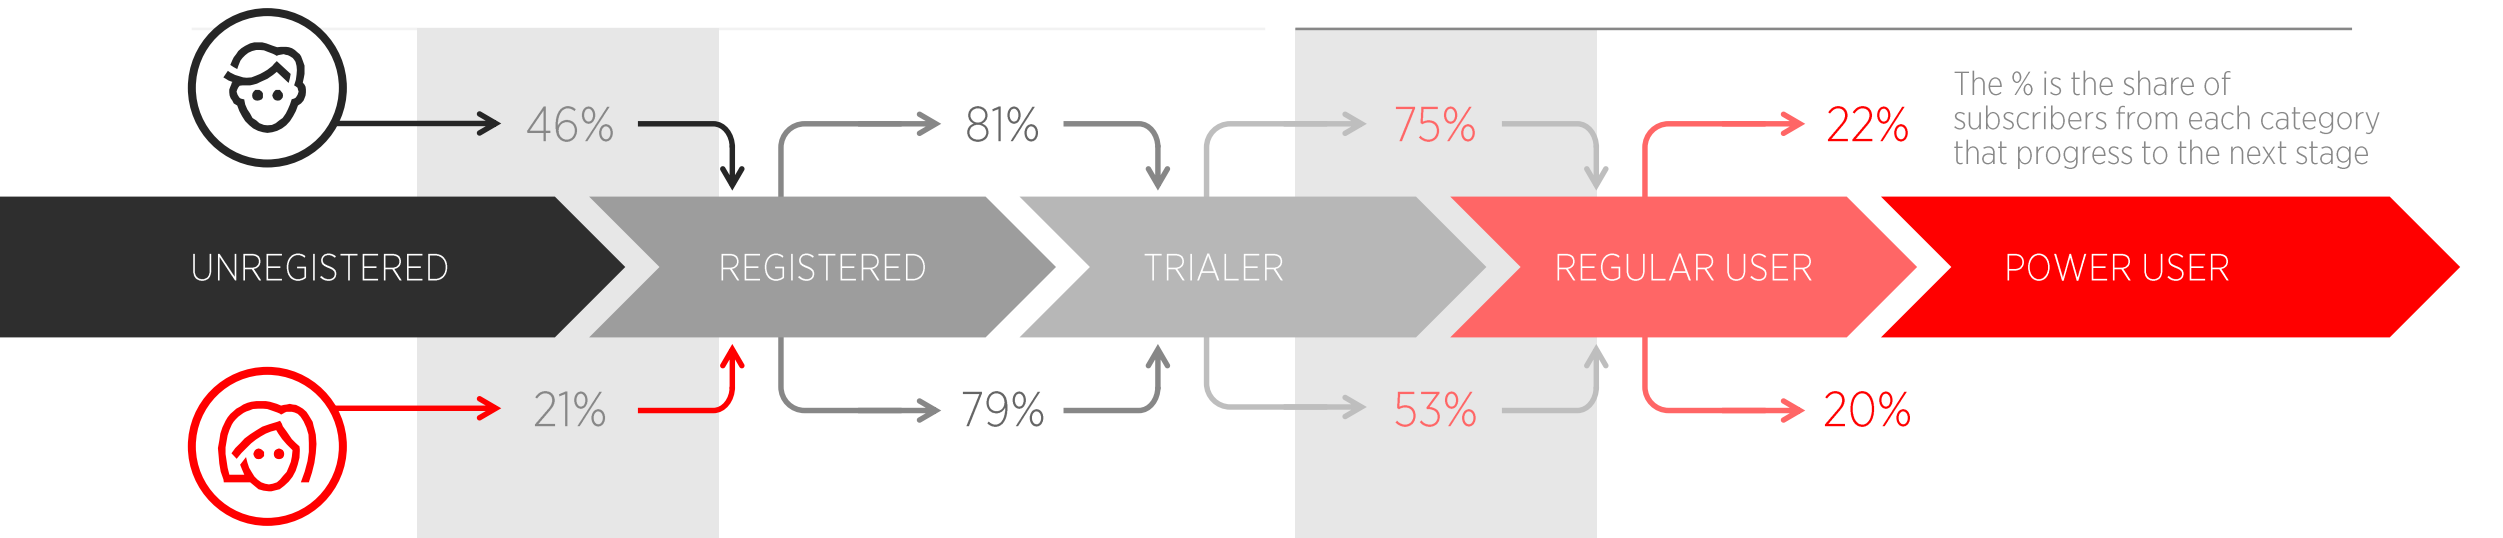 46%
81%
75%
22%
The % is the share of
subscribers from each category
that progresses to the next stage
UNREGISTERED
REGISTERED
TRIALER
REGULAR USER
POWER USER
21%
79%
53%
20%